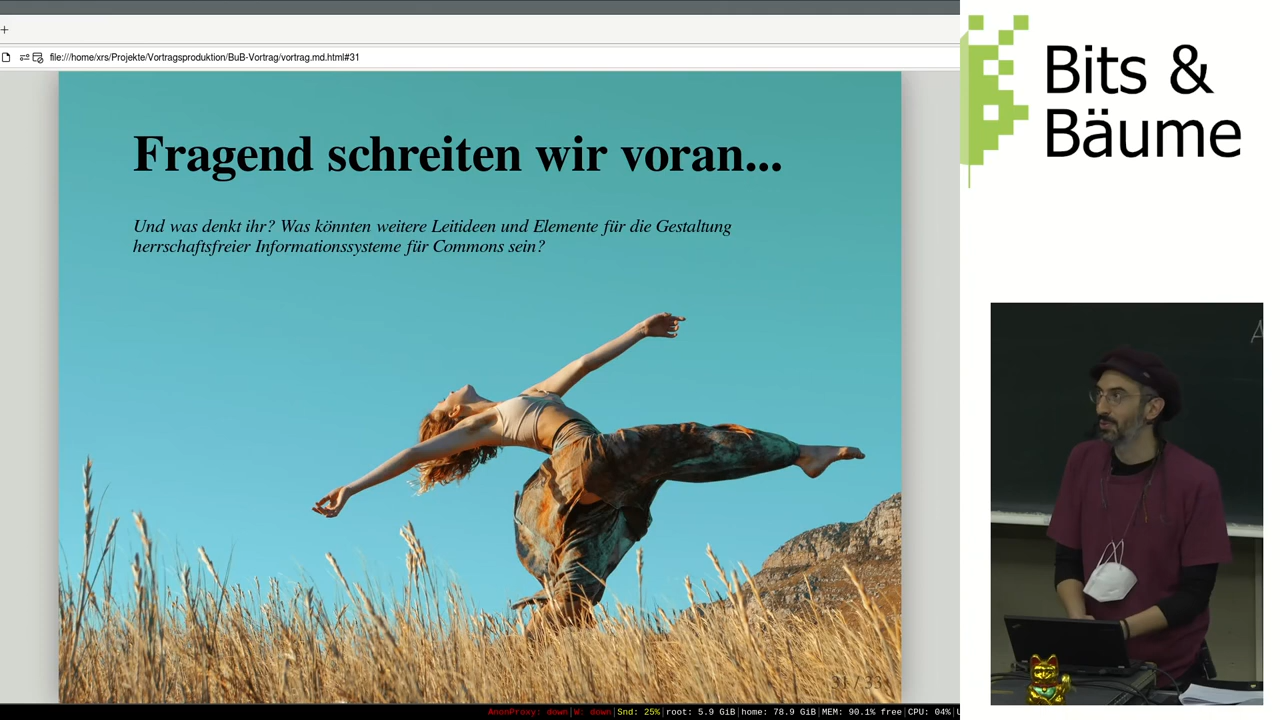 +
file:///home/xrs/Projekte/Vortragsproduktion/BuB-Vortrag/vortrag.md.html#31
Fragend schreiten wir voran...
Und was denkt ihr? Was könnten weitere Leitideen und Elemente für die Gestaltung
herrschaftsfreier Informationssysteme für Commons sein?
31 / 33
AnonProxy: down|W: down|Snd: 25%|root: 5.9 GiB|home: 78.9 GiB|MEM: 90.1% free|CPU: 04%|
Bits &
Bäume
A